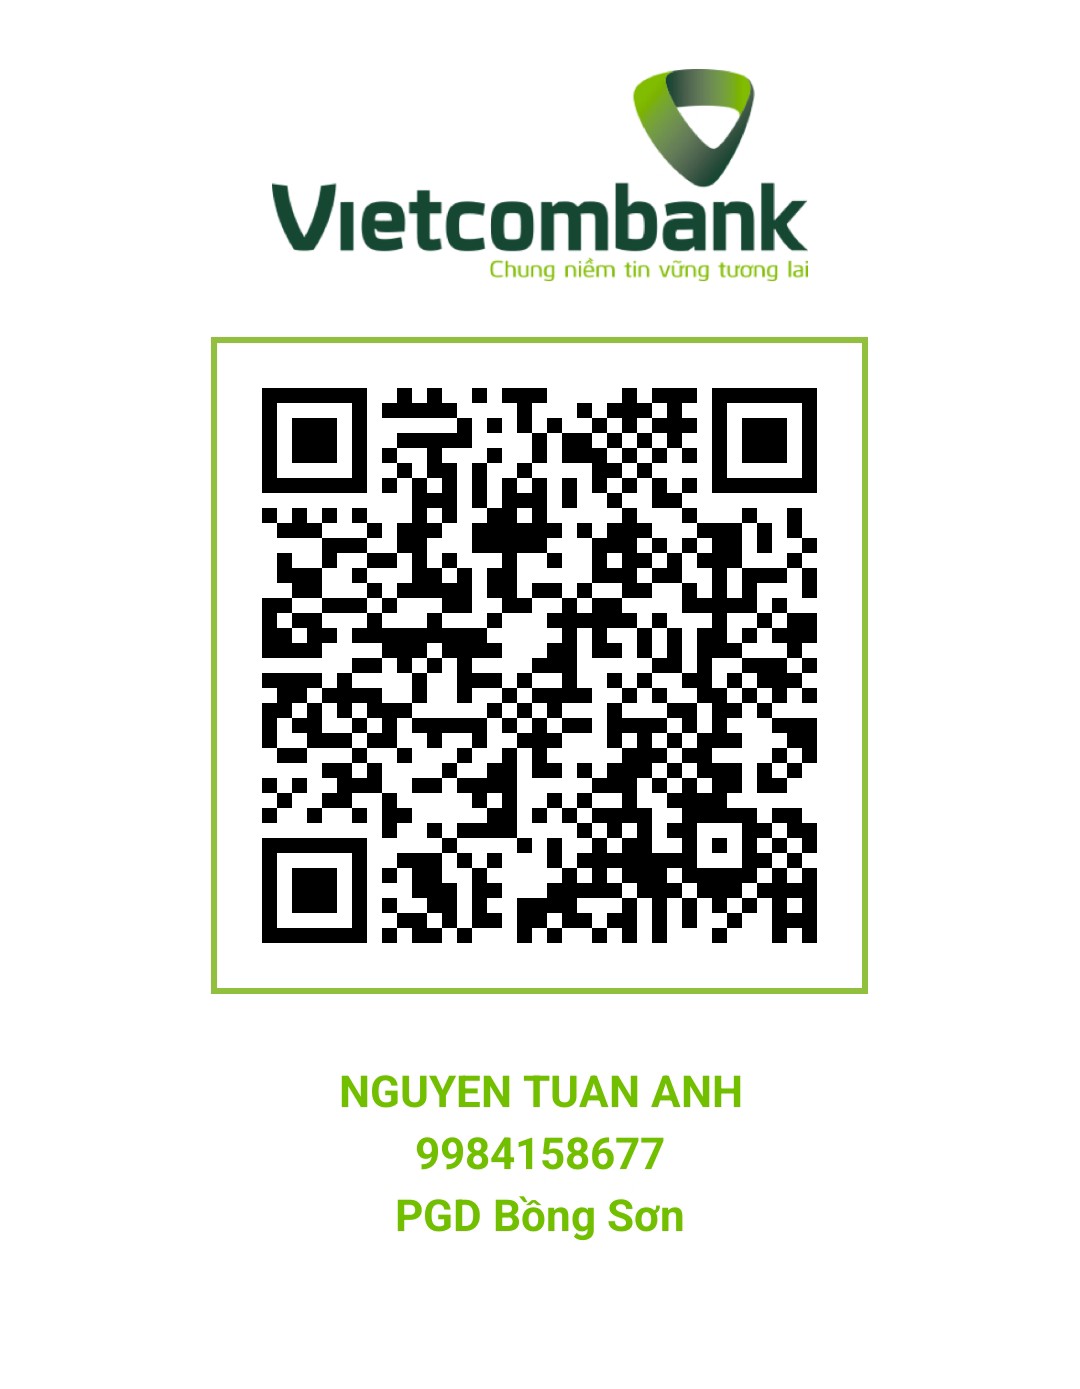 Vietcombank
Chung niềm tin vững tương lai
NGUYEN TUAN ANH
9984158677
PGD Bồng Sơn